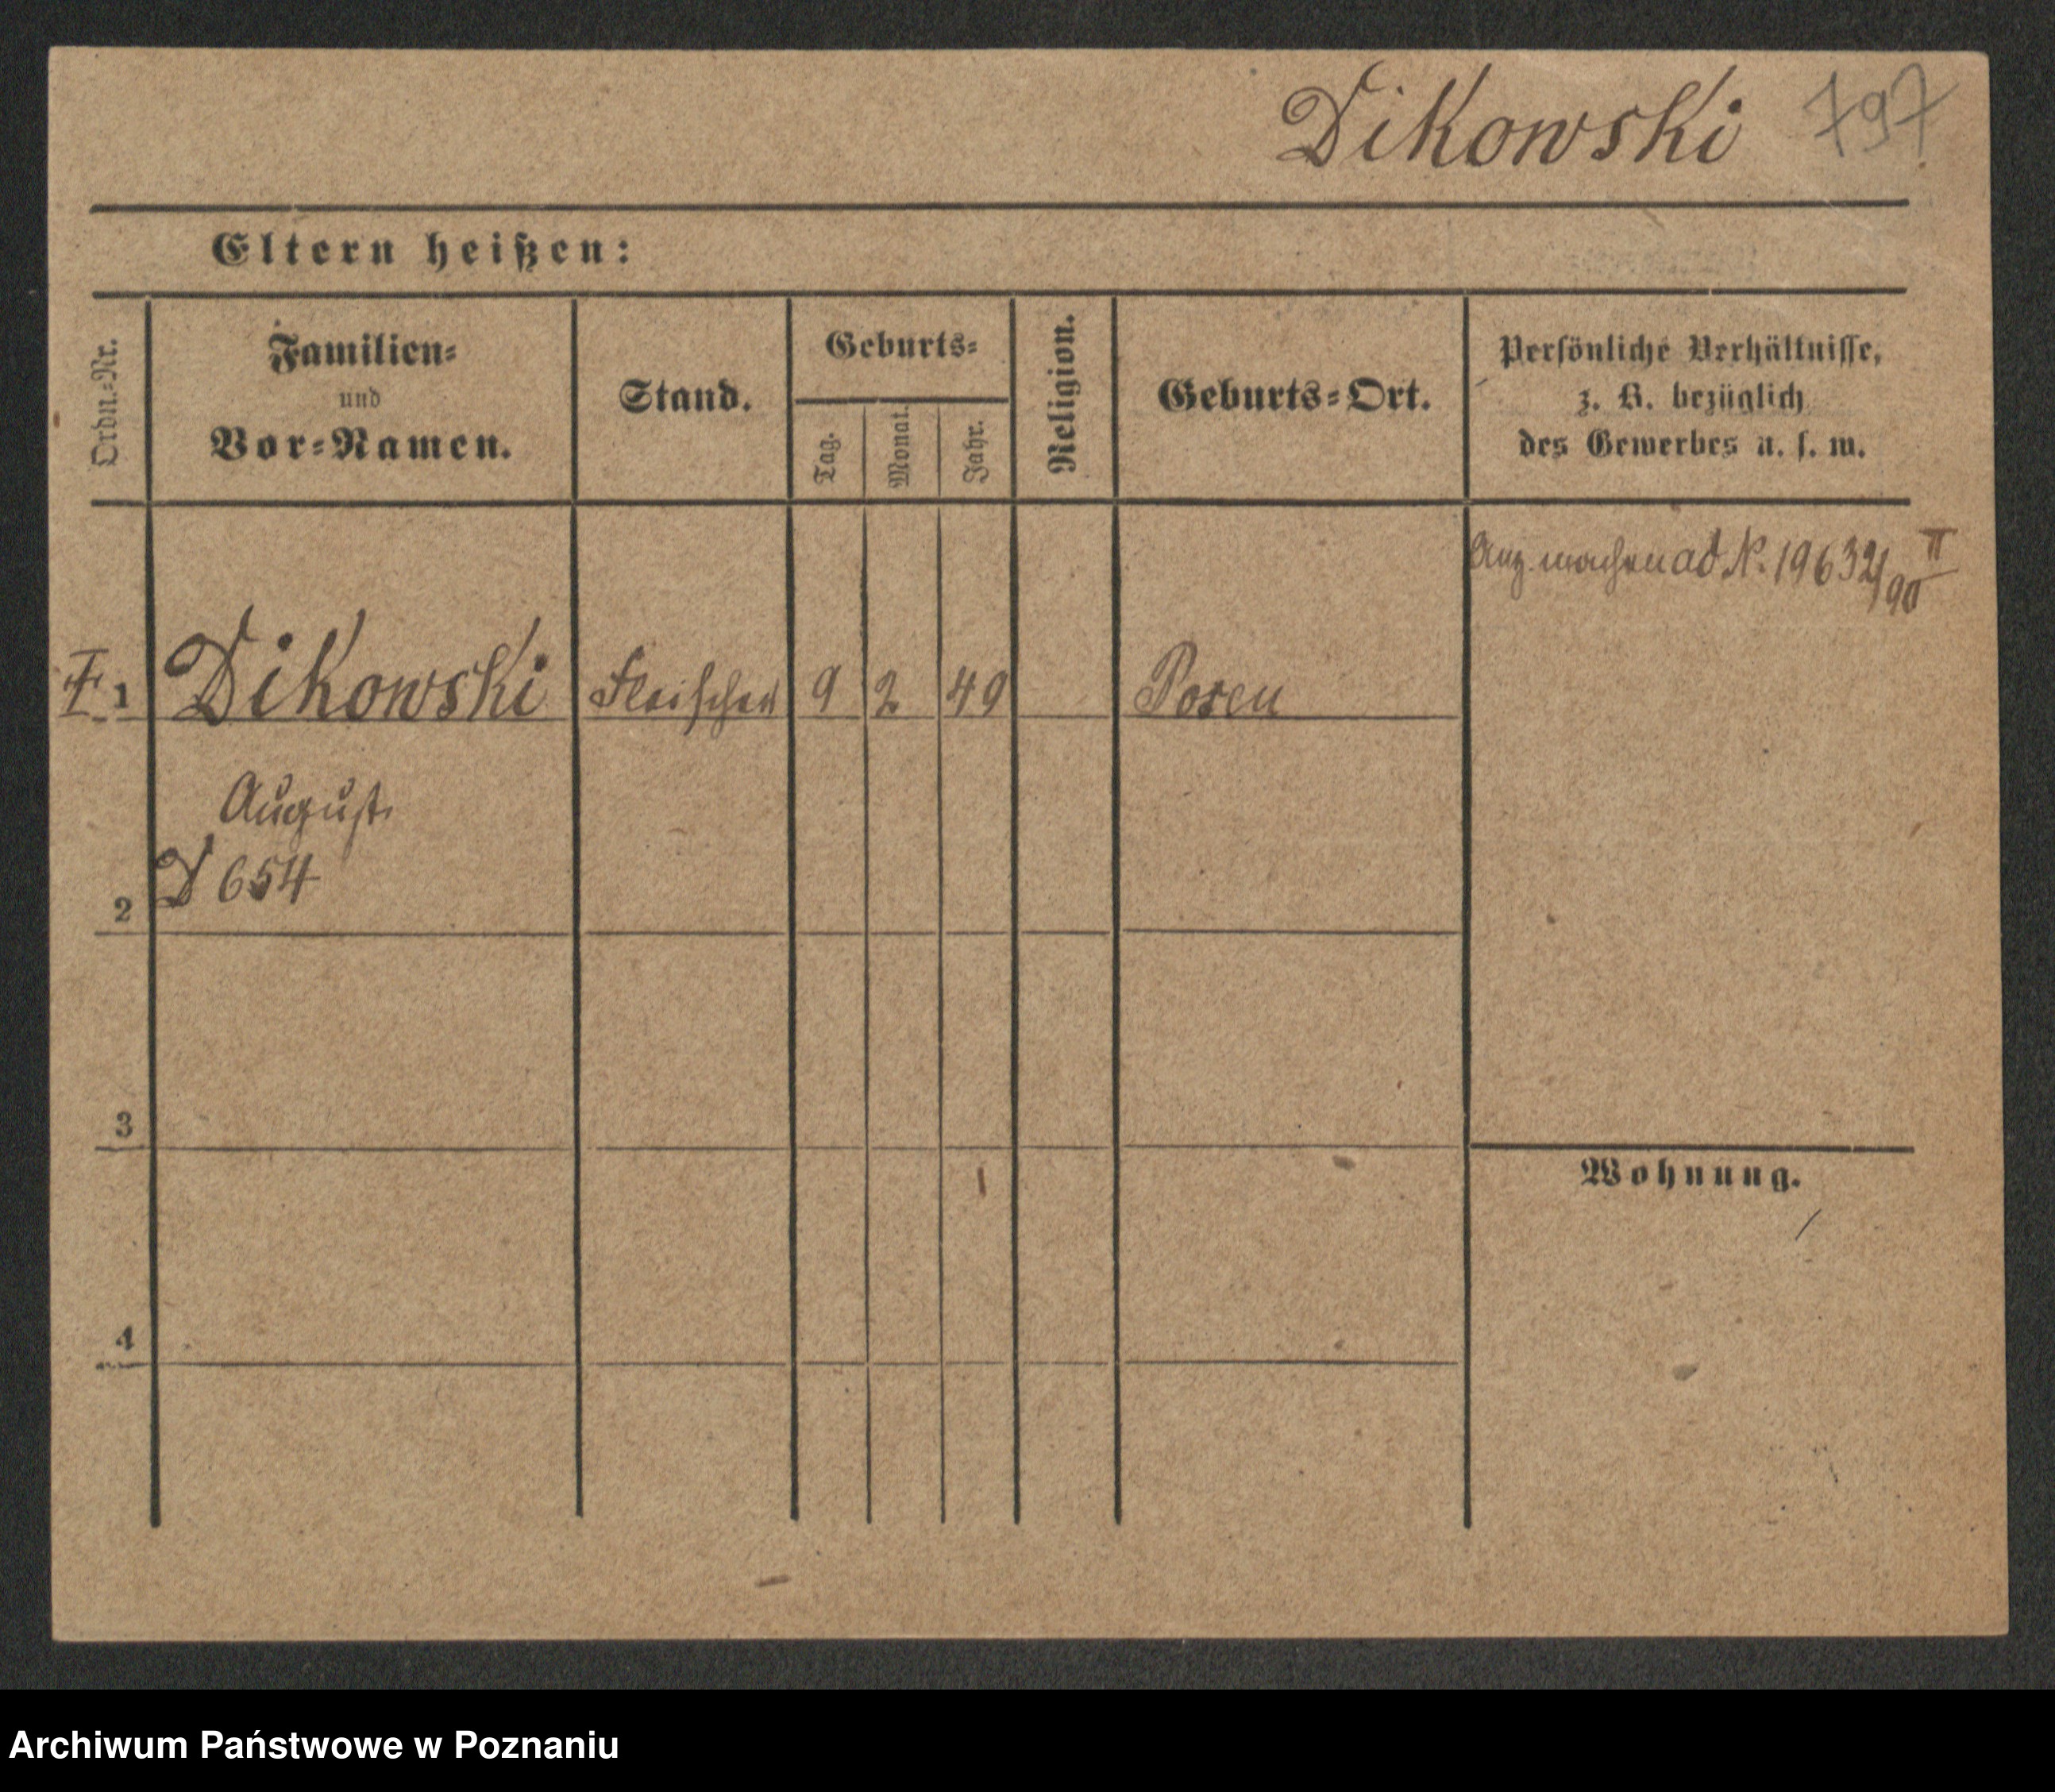 Dikowski 797
Eltern heißen:
Ordn.-Nr.
Familien-
und
Vor-Namen.
Stand.
Geburts-
Tag.
Monat.
Jahr.
Religion.
Geburts-Ort.
Persönliche Verhältnisse,
z. B. bezüglich
des Gewerbes u. s. w.
Anz. machen ad N. 19632/90 II
1 Dikowski Fleischer 9 2 49 Posen
August
D 654
2
3
4
Wohnung.
Archiwum Państwowe w Poznaniu